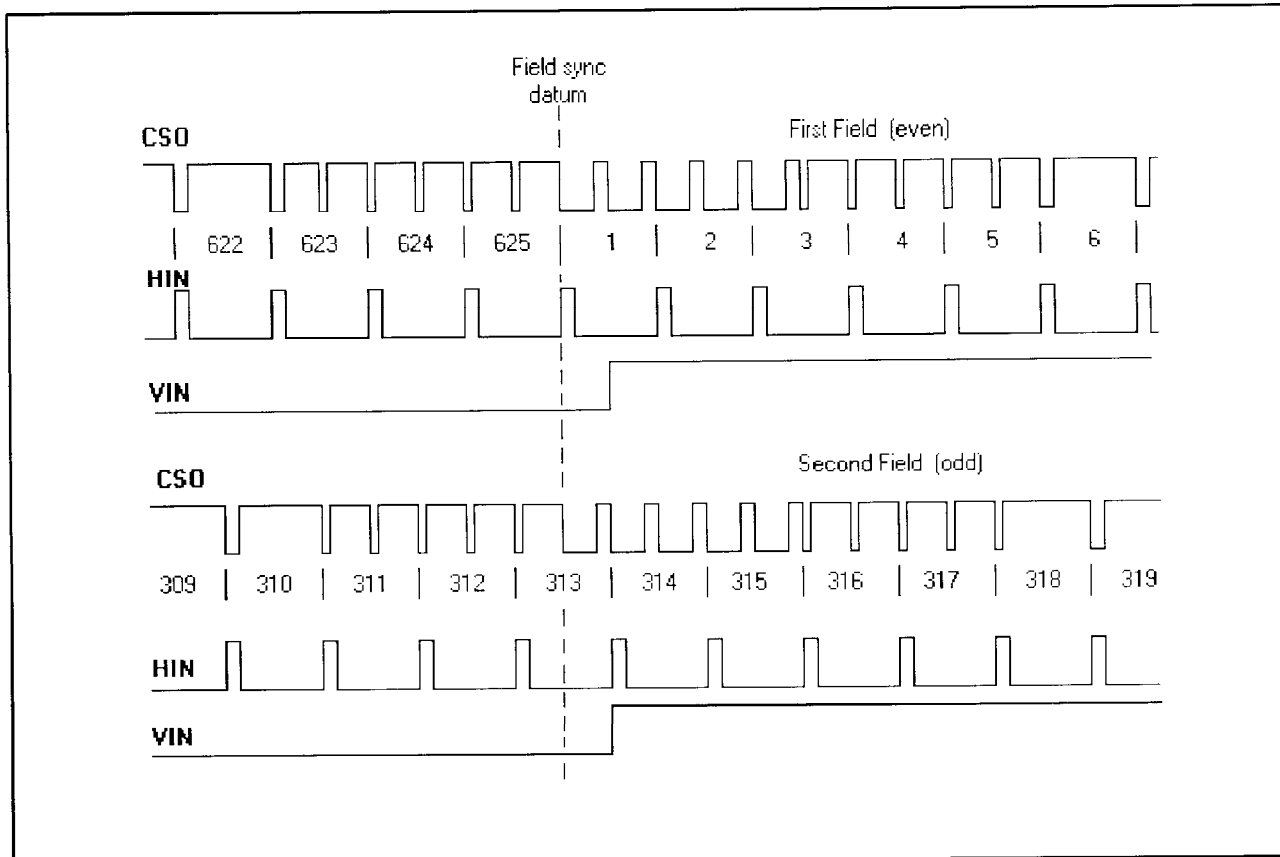 Field sync
datum
CSO
First Field (even)
622 623 624 625 1 2 3 4 5 6
HIN
VIN
CSO
Second Field (odd)
309 310 311 312 313 314 315 316 317 318 319
HIN
VIN